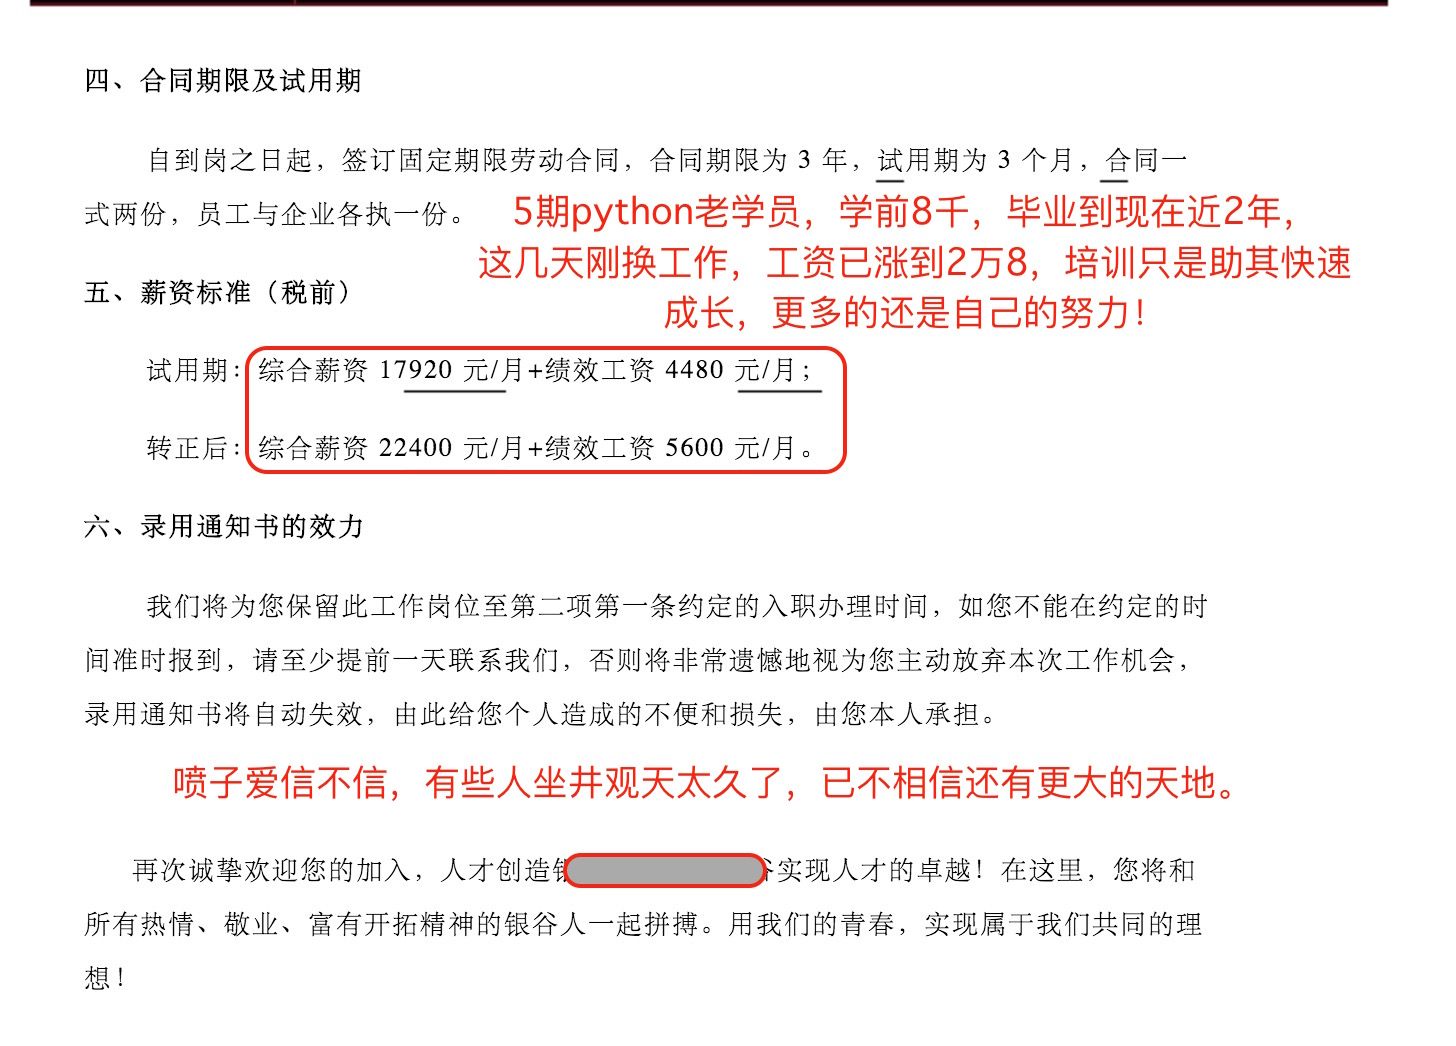 四、合同期限及试用期
自到岗之日起，签订固定期限劳动合同，合同期限为 3 年，试用期为 3 个月，合同一
式两份，员工与企业各执一份。
5期python老学员，学前8千，毕业到现在近2年，
这几天刚换工作，工资已涨到2万8，培训只是助其快速
成长，更多的还是自己的努力！
五、薪资标准（税前）
试用期：综合薪资 17920 元/月+绩效工资 4480 元/月；
转正后：综合薪资 22400 元/月+绩效工资 5600 元/月。
六、录用通知书的效力
我们将为您保留此工作岗位至第二项第一条约定的入职办理时间，如您不能在约定的时
间准时报到，请至少提前一天联系我们，否则将非常遗憾地视为您主动放弃本次工作机会，
录用通知书将自动失效，由此给您个人造成的不便和损失，由您本人承担。
喷子爱信不信，有些人坐井观天太久了，已不相信还有更大的天地。
再次诚挚欢迎您的加入，人才创造 实现人才的卓越！在这里，您将和
所有热情、敬业、富有开拓精神的银谷人一起拼搏。用我们的青春，实现属于我们共同的理
想！